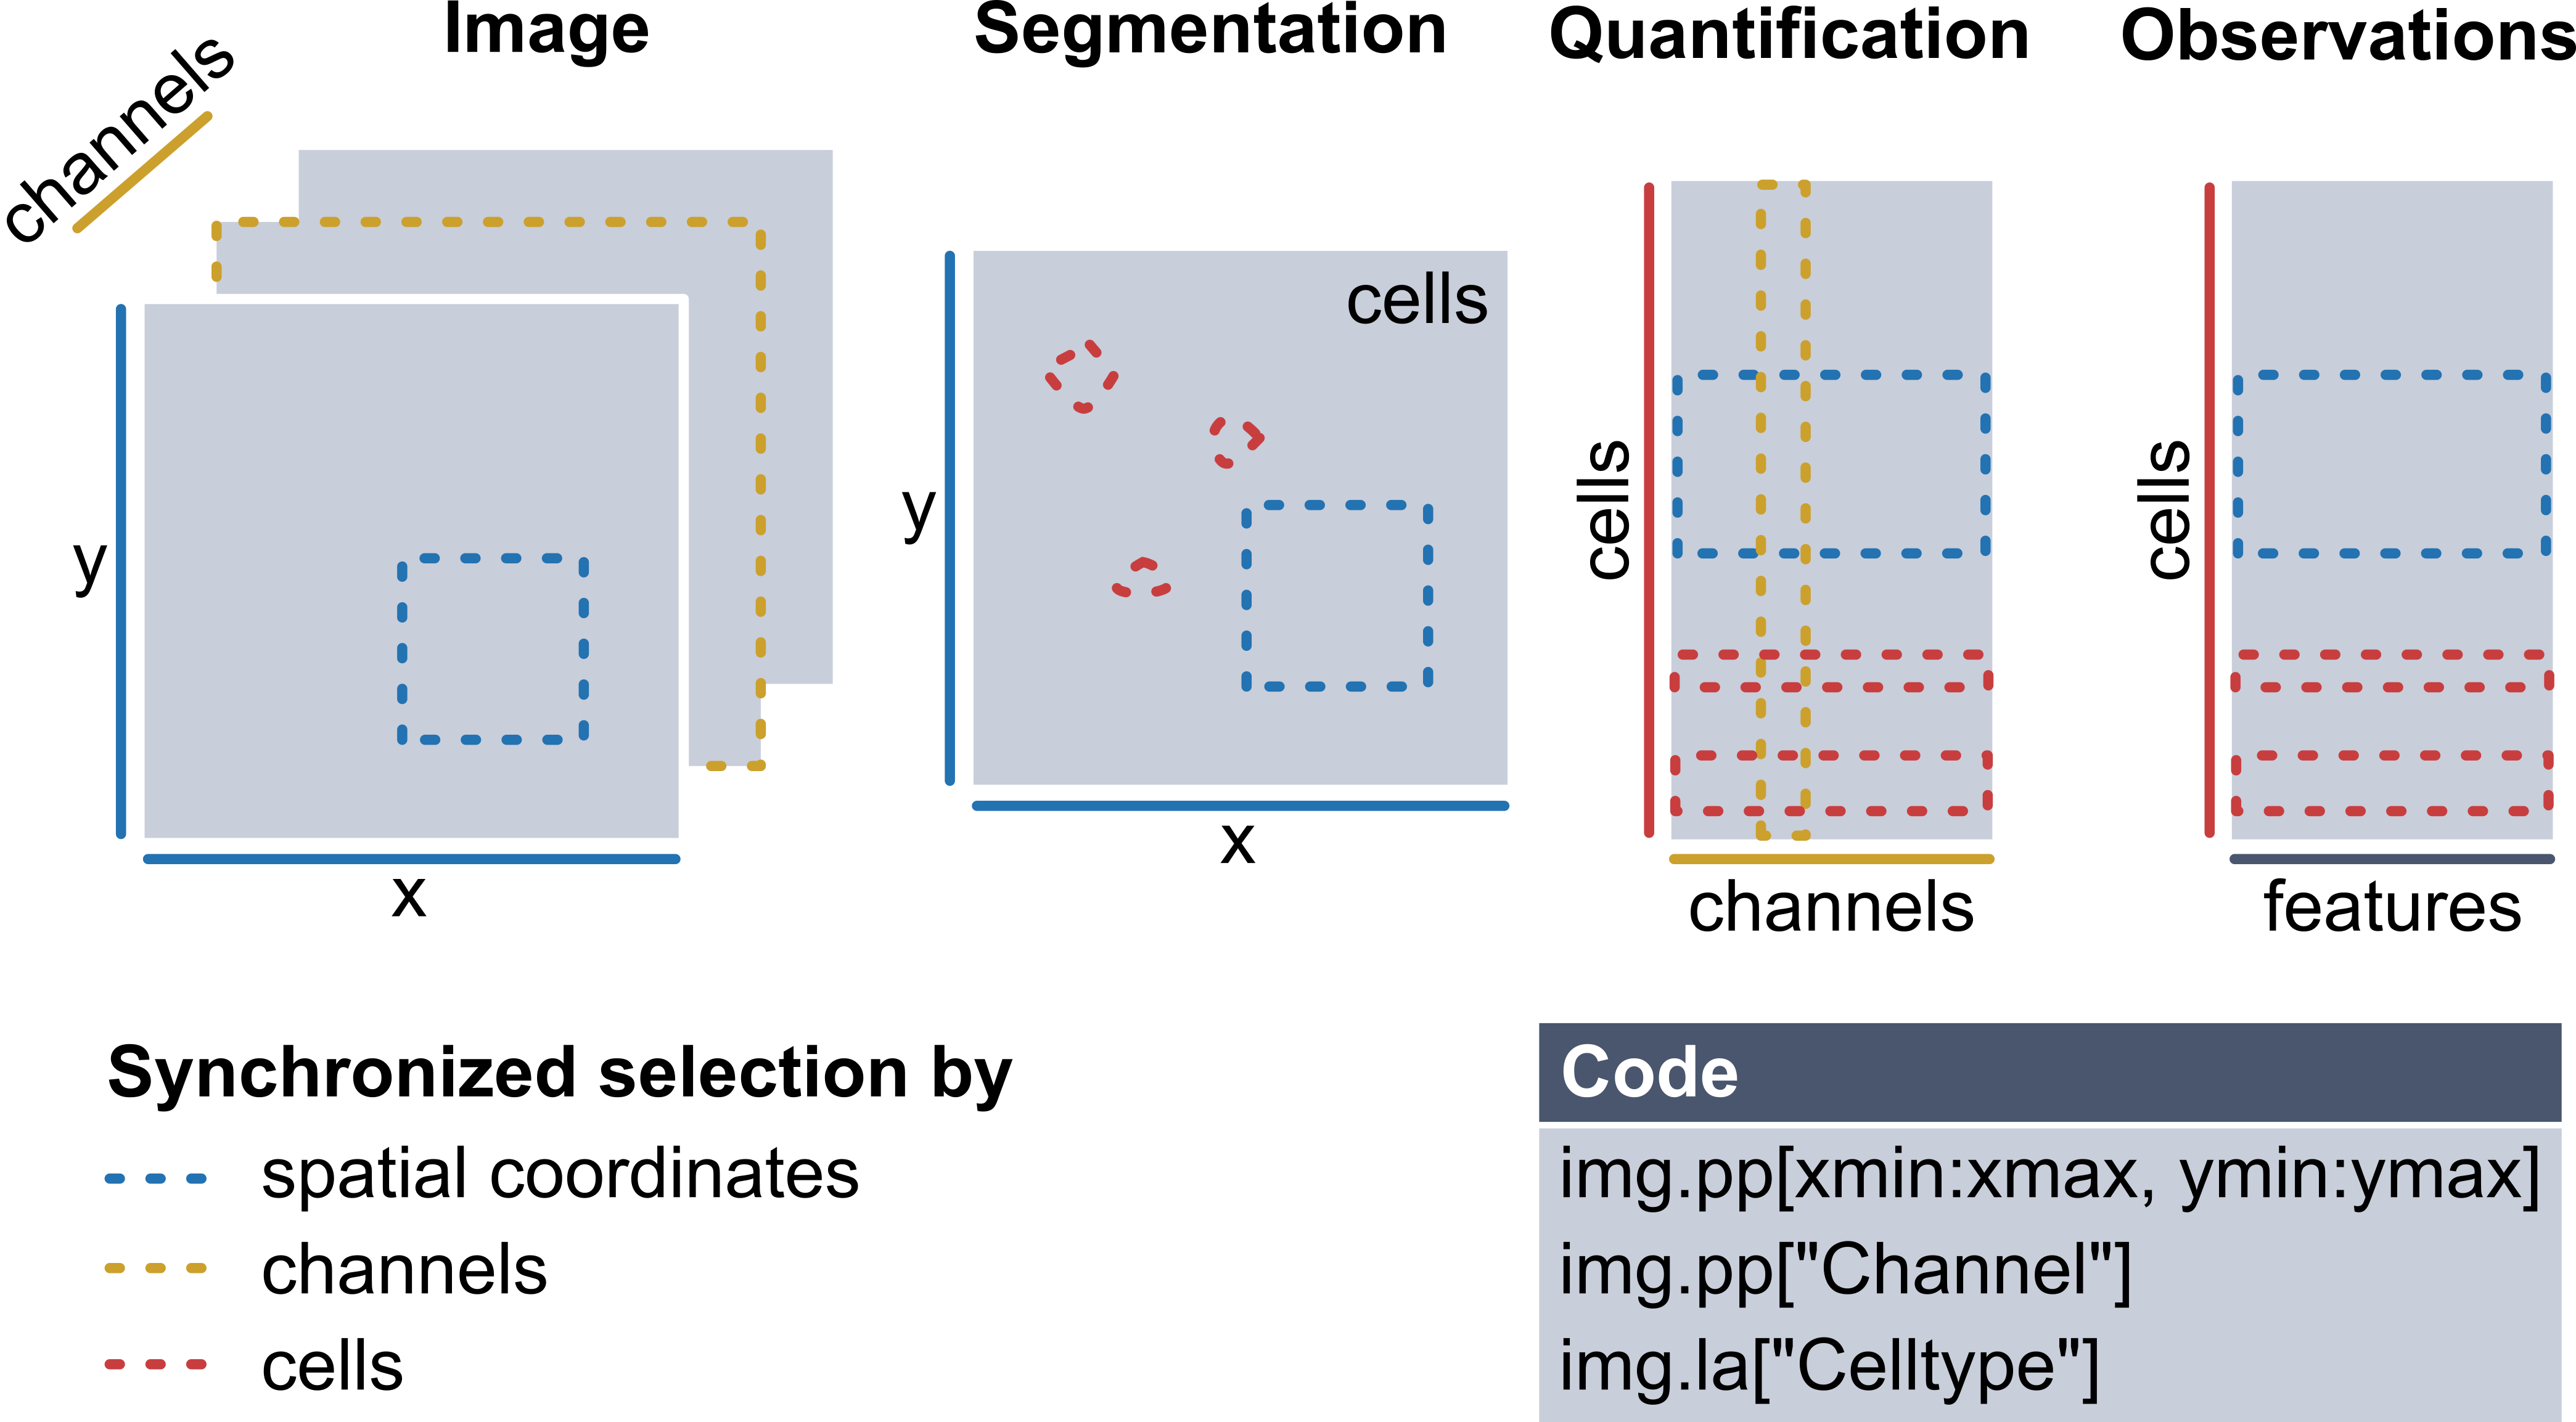 Image
Segmentation
Quantification
Observations
channels
y
x
cells
y
x
cells
channels
cells
features
Synchronized selection by
spatial coordinates
channels
cells
Code
img.pp[xmin:xmax, ymin:ymax]
img.pp["Channel"]
img.la["Celltype"]